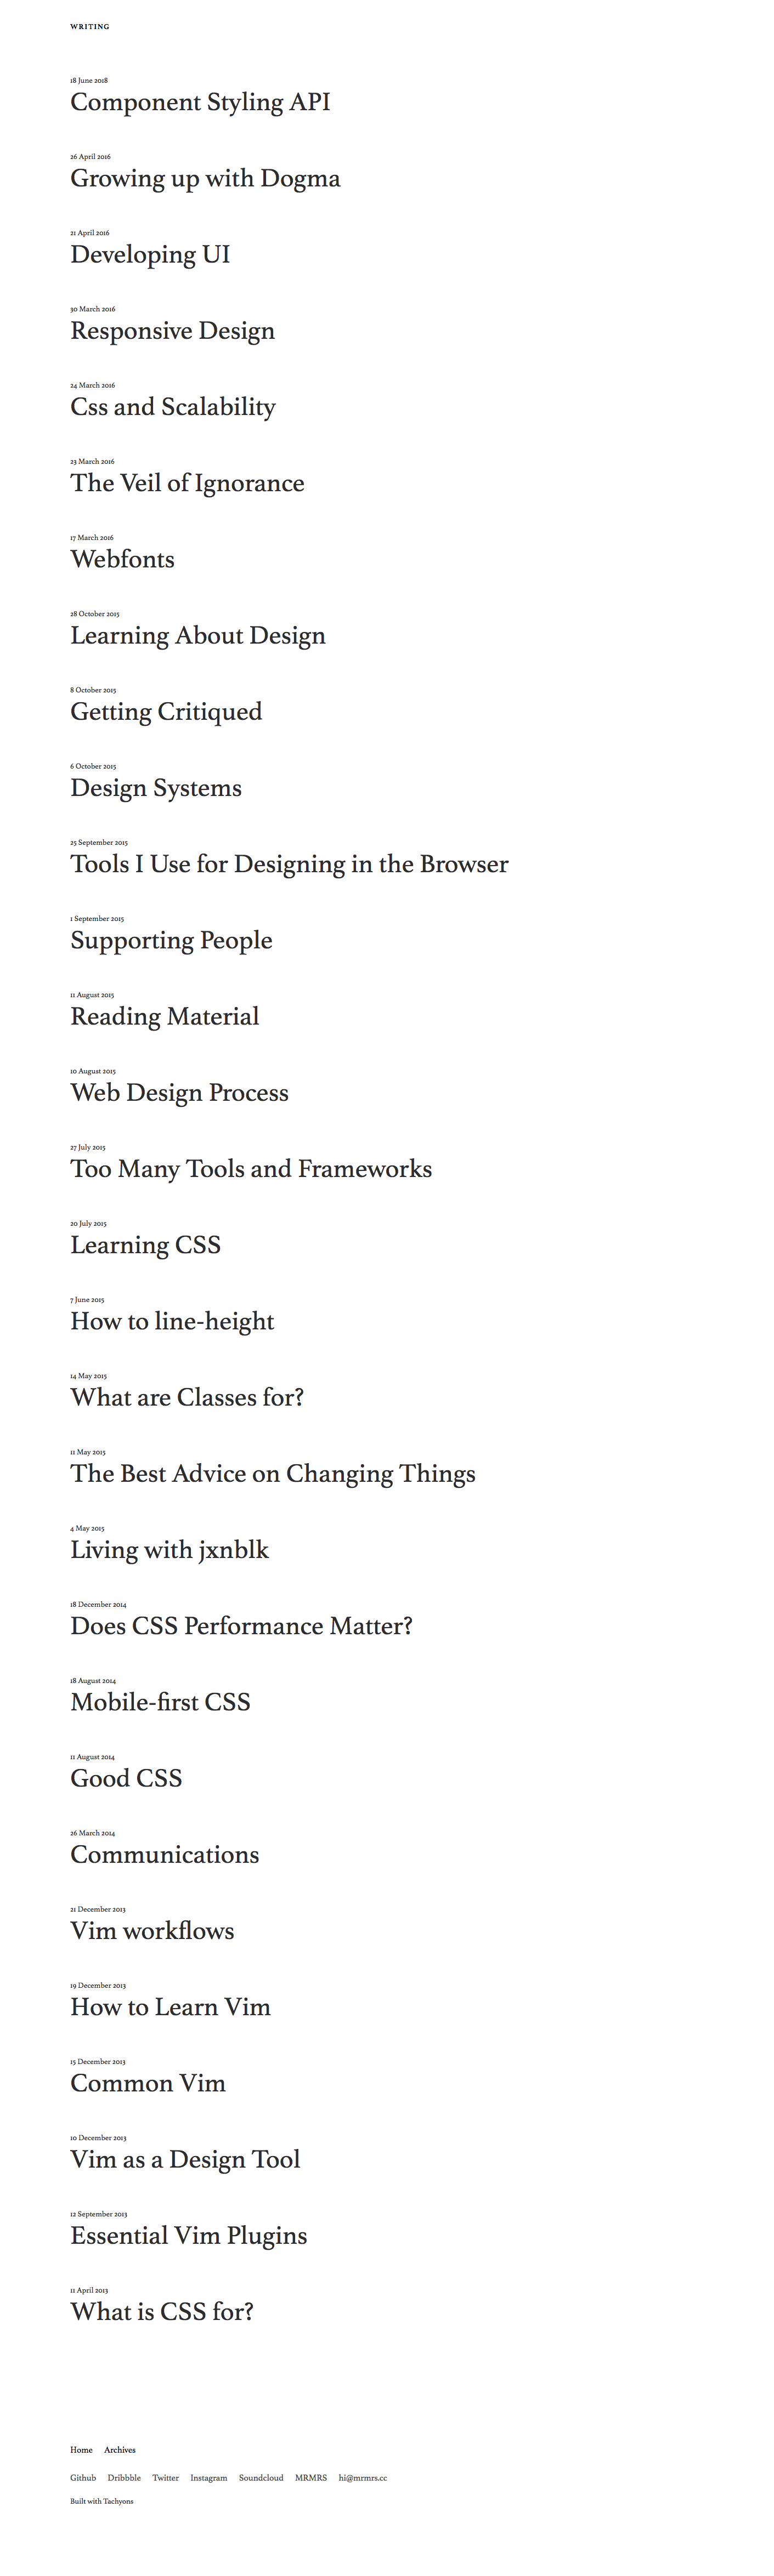 WRITING
18 June 2018
Component Styling API
26 April 2016
Growing up with Dogma
21 April 2016
Developing UI
30 March 2016
Responsive Design
24 March 2016
Css and Scalability
23 March 2016
The Veil of Ignorance
17 March 2016
Webfonts
28 October 2015
Learning About Design
8 October 2015
Getting Critiqued
6 October 2015
Design Systems
25 September 2015
Tools I Use for Designing in the Browser
1 September 2015
Supporting People
11 August 2015
Reading Material
10 August 2015
Web Design Process
27 July 2015
Too Many Tools and Frameworks
20 July 2015
Learning CSS
7 June 2015
How to line-height
14 May 2015
What are Classes for?
11 May 2015
The Best Advice on Changing Things
4 May 2015
Living with jxnblk
18 December 2014
Does CSS Performance Matter?
18 August 2014
Mobile-first CSS
11 August 2014
Good CSS
26 March 2014
Communications
21 December 2013
Vim workflows
19 December 2013
How to Learn Vim
15 December 2013
Common Vim
10 December 2013
Vim as a Design Tool
12 September 2013
Essential Vim Plugins
11 April 2013
What is CSS for?
Home Archives
Github Dribbble Twitter Instagram Soundcloud MRMRS hi@mrmrs.cc
Built with Tachyons